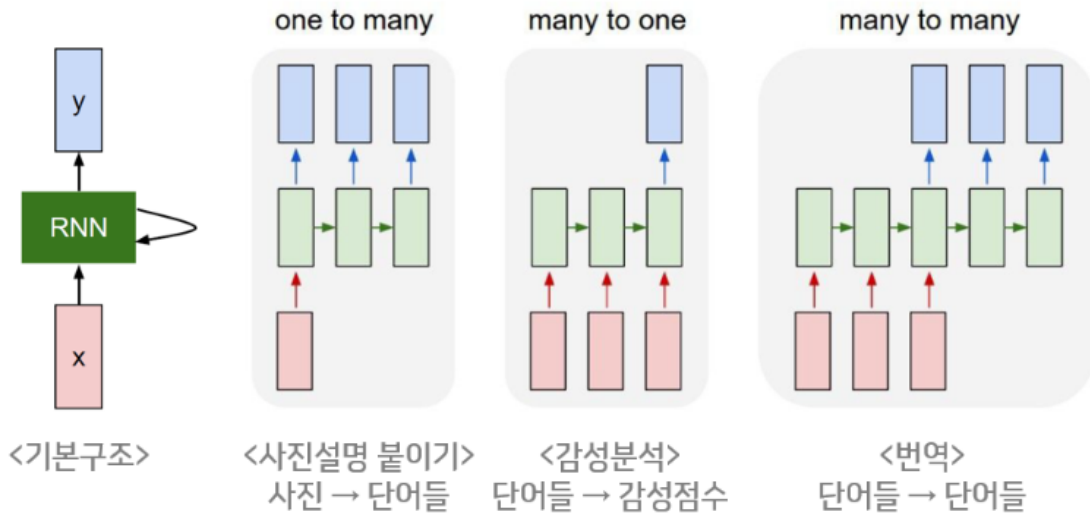 one to many
many to one
many to many
y
RNN
x
<기본구조>
<사진설명 붙이기>
사진 → 단어들
<감성분석>
단어들 → 감성점수
<번역>
단어들 → 단어들